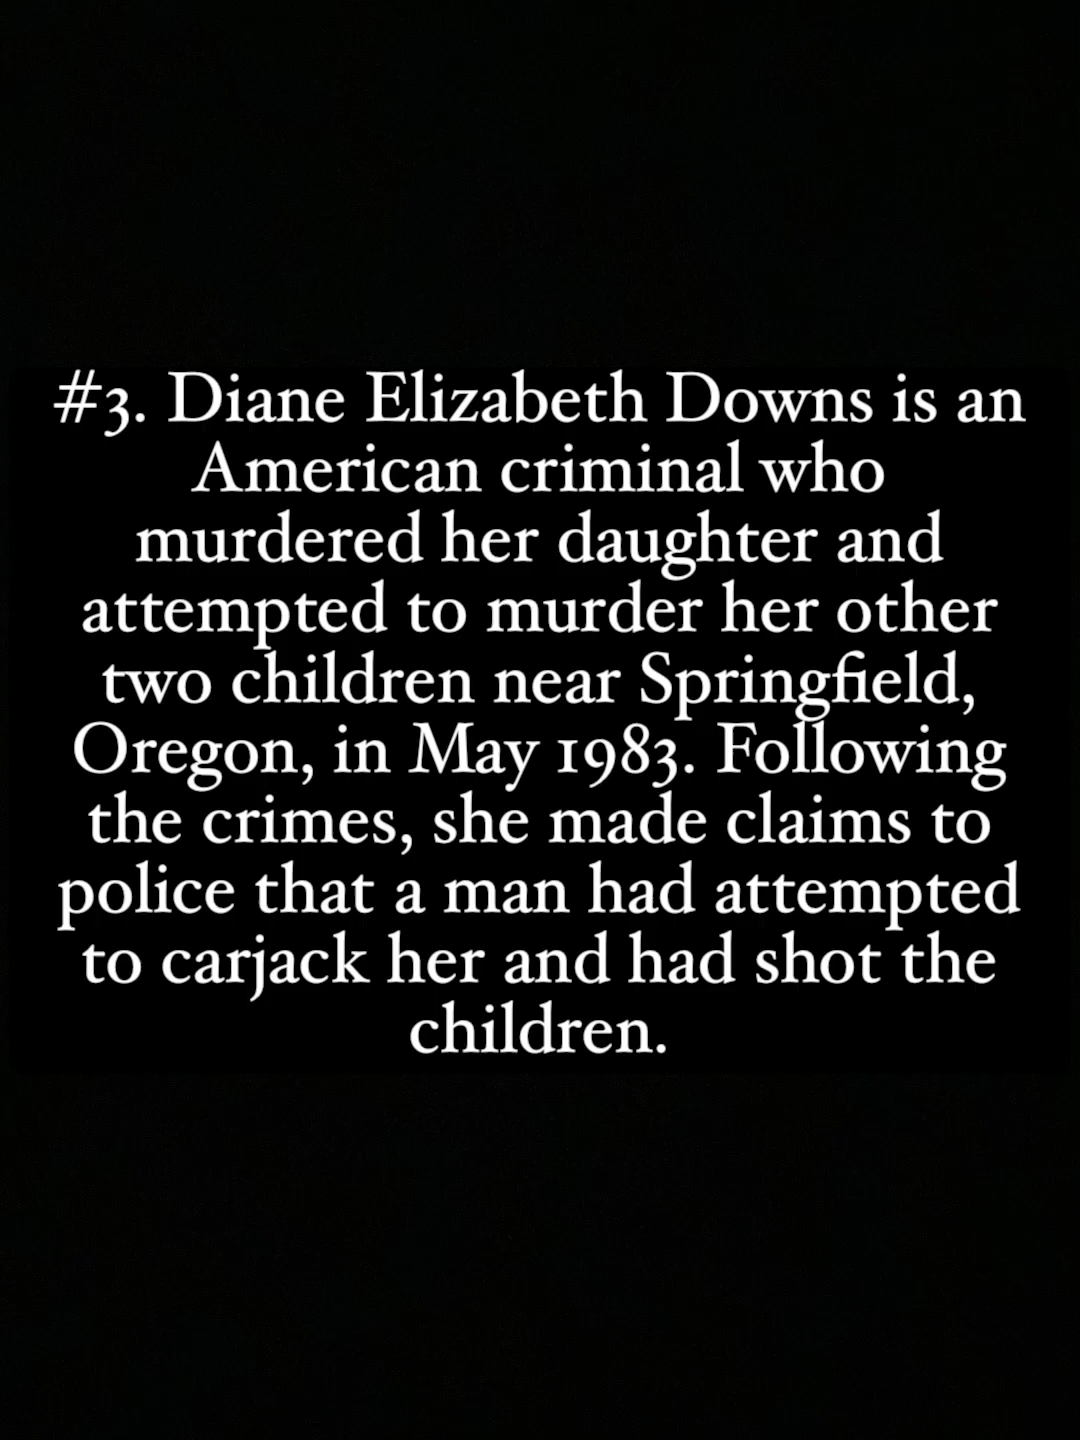 #3. Diane Elizabeth Downs is an
American criminal who
murdered her daughter and
attempted to murder her other
two children near Springfield,
Oregon, in May 1983. Following
the crimes, she made claims to
police that a man had attempted
to carjack her and had shot the
children.